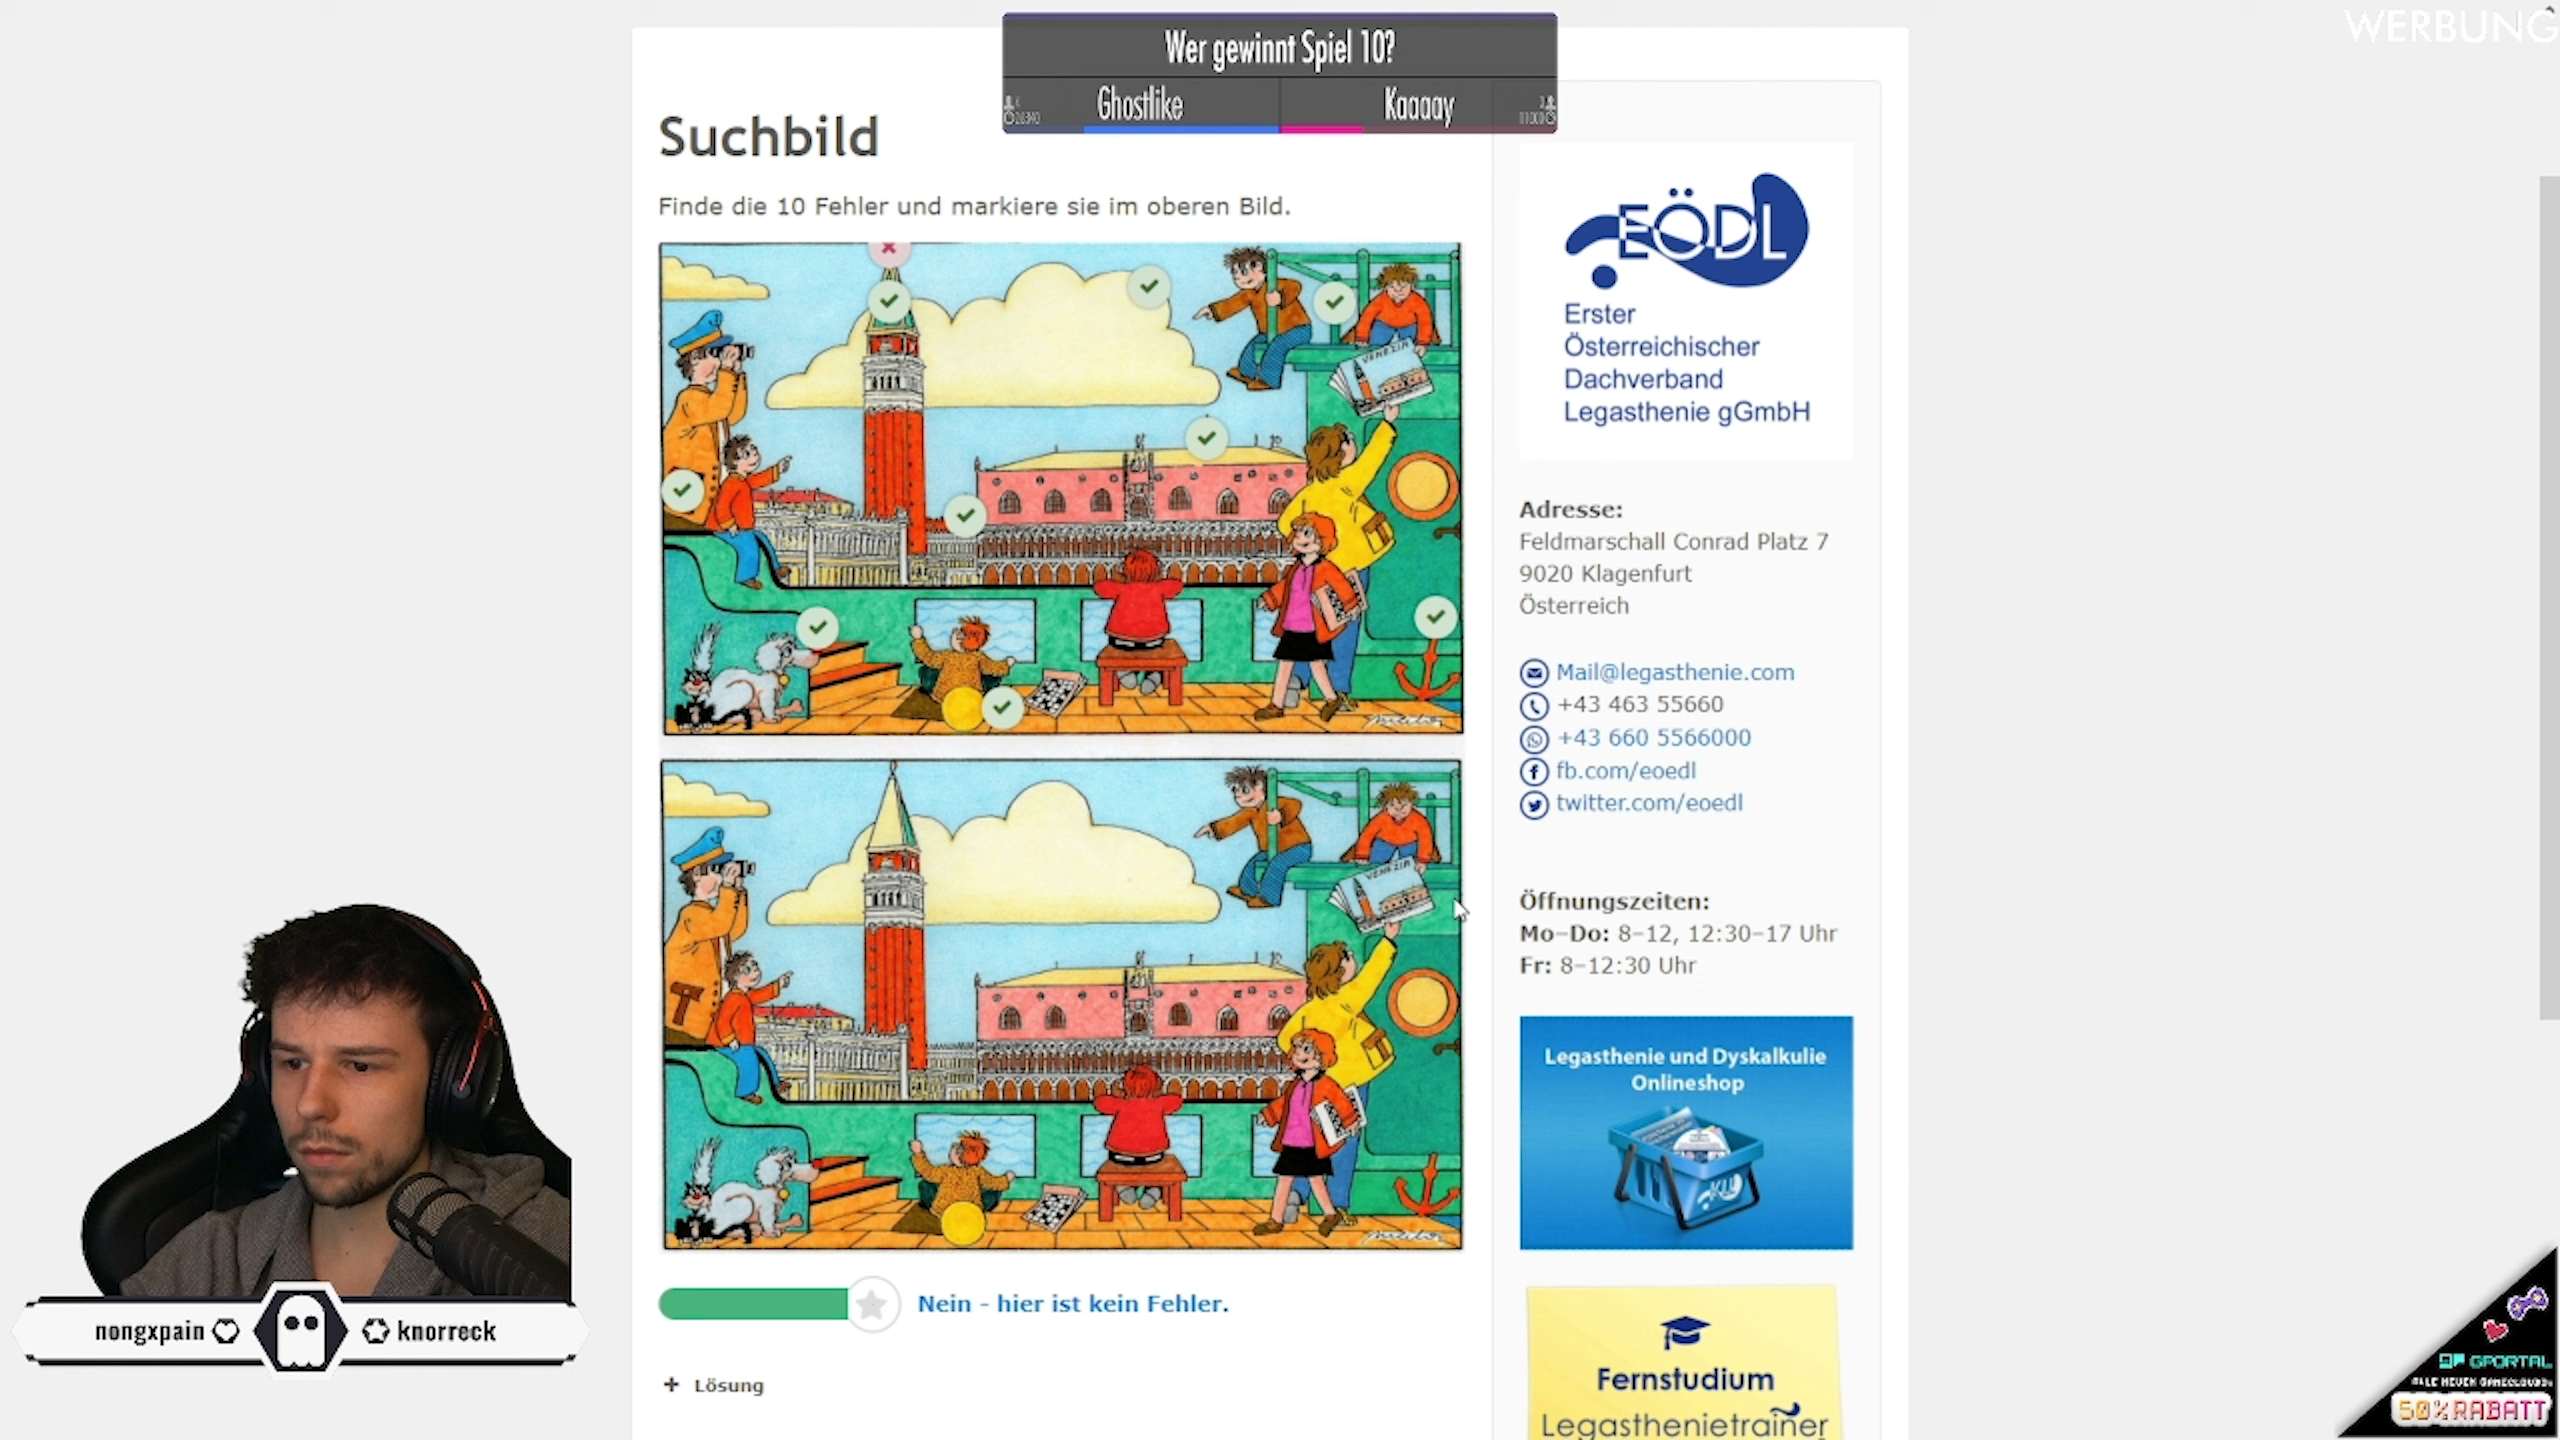 WERBUNG
Wer gewinnt Spiel 10?
Ghostlike
Kaaaay
Suchbild
Finde die 10 Fehler und markiere sie im oberen Bild.
VENEZIA
VENEZIA
Nein - hier ist kein Fehler.
+ Lösung
EÖDL
Erster
Österreichischer
Dachverband
Legasthenie gGmbH
Adresse:
Feldmarschall Conrad Platz 7
9020 Klagenfurt
Österreich
Mail@legasthenie.com
+43 463 55660
+43 660 5566000
fb.com/eoedl
twitter.com/eoedl
Öffnungszeiten:
Mo–Do: 8–12, 12:30–17 Uhr
Fr: 8–12:30 Uhr
Legasthenie und Dyskalkulie
Onlineshop
Fernstudium
Legasthenietrainer
nongxpain
knorreck
GPORTAL
50% RABATT